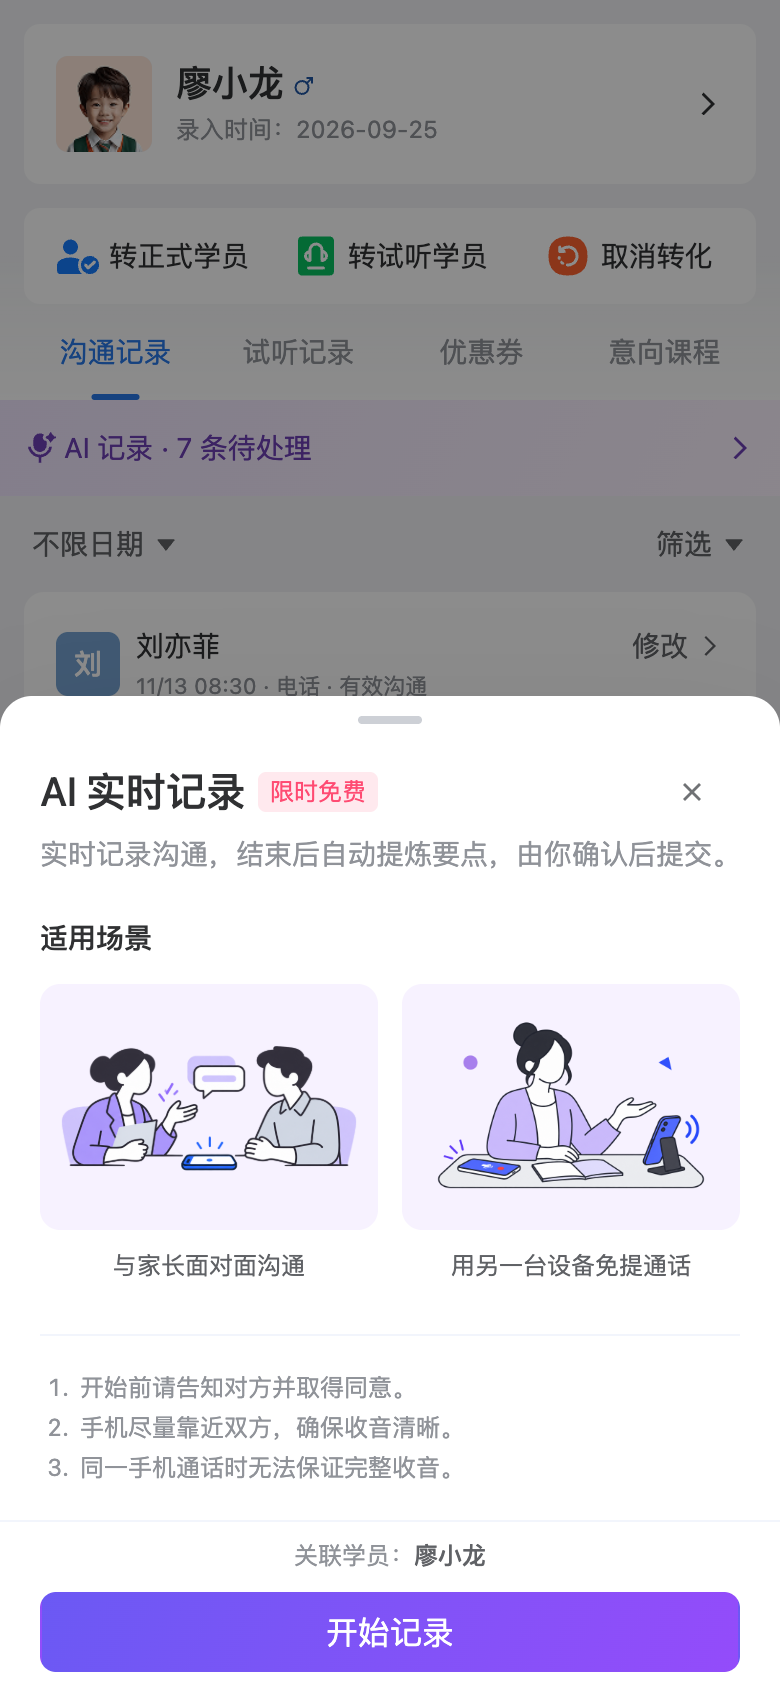 廖小龙
录入时间：2026-09-25
转正式学员 转试听学员 取消转化
沟通记录 试听记录 优惠券 意向课程
AI 记录 · 7 条待处理
不限日期 筛选
刘 刘亦菲 修改
11/13 08:30 · 电话 · 有效沟通
AI 实时记录 限时免费
实时记录沟通，结束后自动提炼要点，由你确认后提交。
适用场景
与家长面对面沟通 用另一台设备免提通话
1. 开始前请告知对方并取得同意。
2. 手机尽量靠近双方，确保收音清晰。
3. 同一手机通话时无法保证完整收音。
关联学员：廖小龙
开始记录